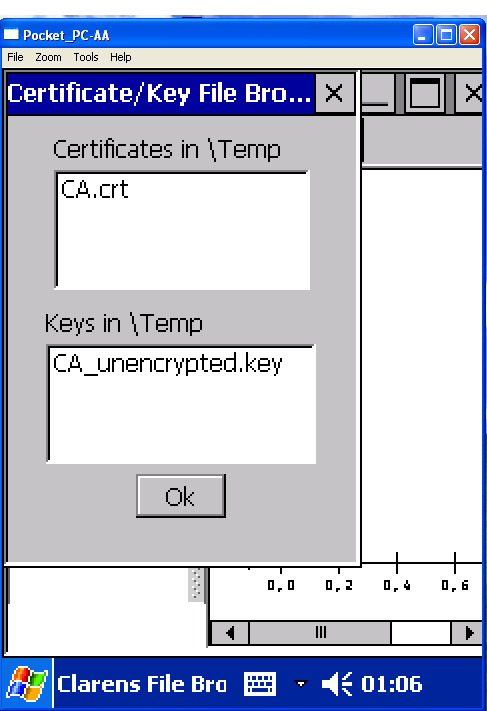 Pocket_PC-AA
File Zoom Tools Help
Certificate/Key File Bro...
Certificates in \Temp
CA.crt
Keys in \Temp
CA_unencrypted.key
Ok
0,0 0,2 0,4 0,6
Clarens File Bro 01:06